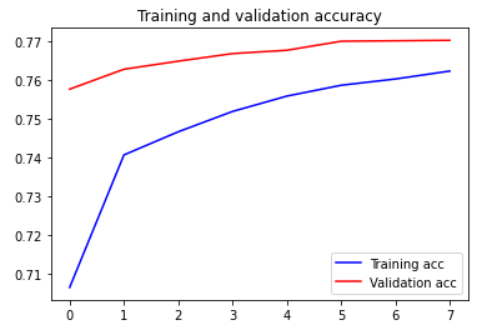 Training and validation accuracy
0.77
0.76
0.75
0.74
0.73
0.72
0.71
Training acc
Validation acc
0 1 2 3 4 5 6 7